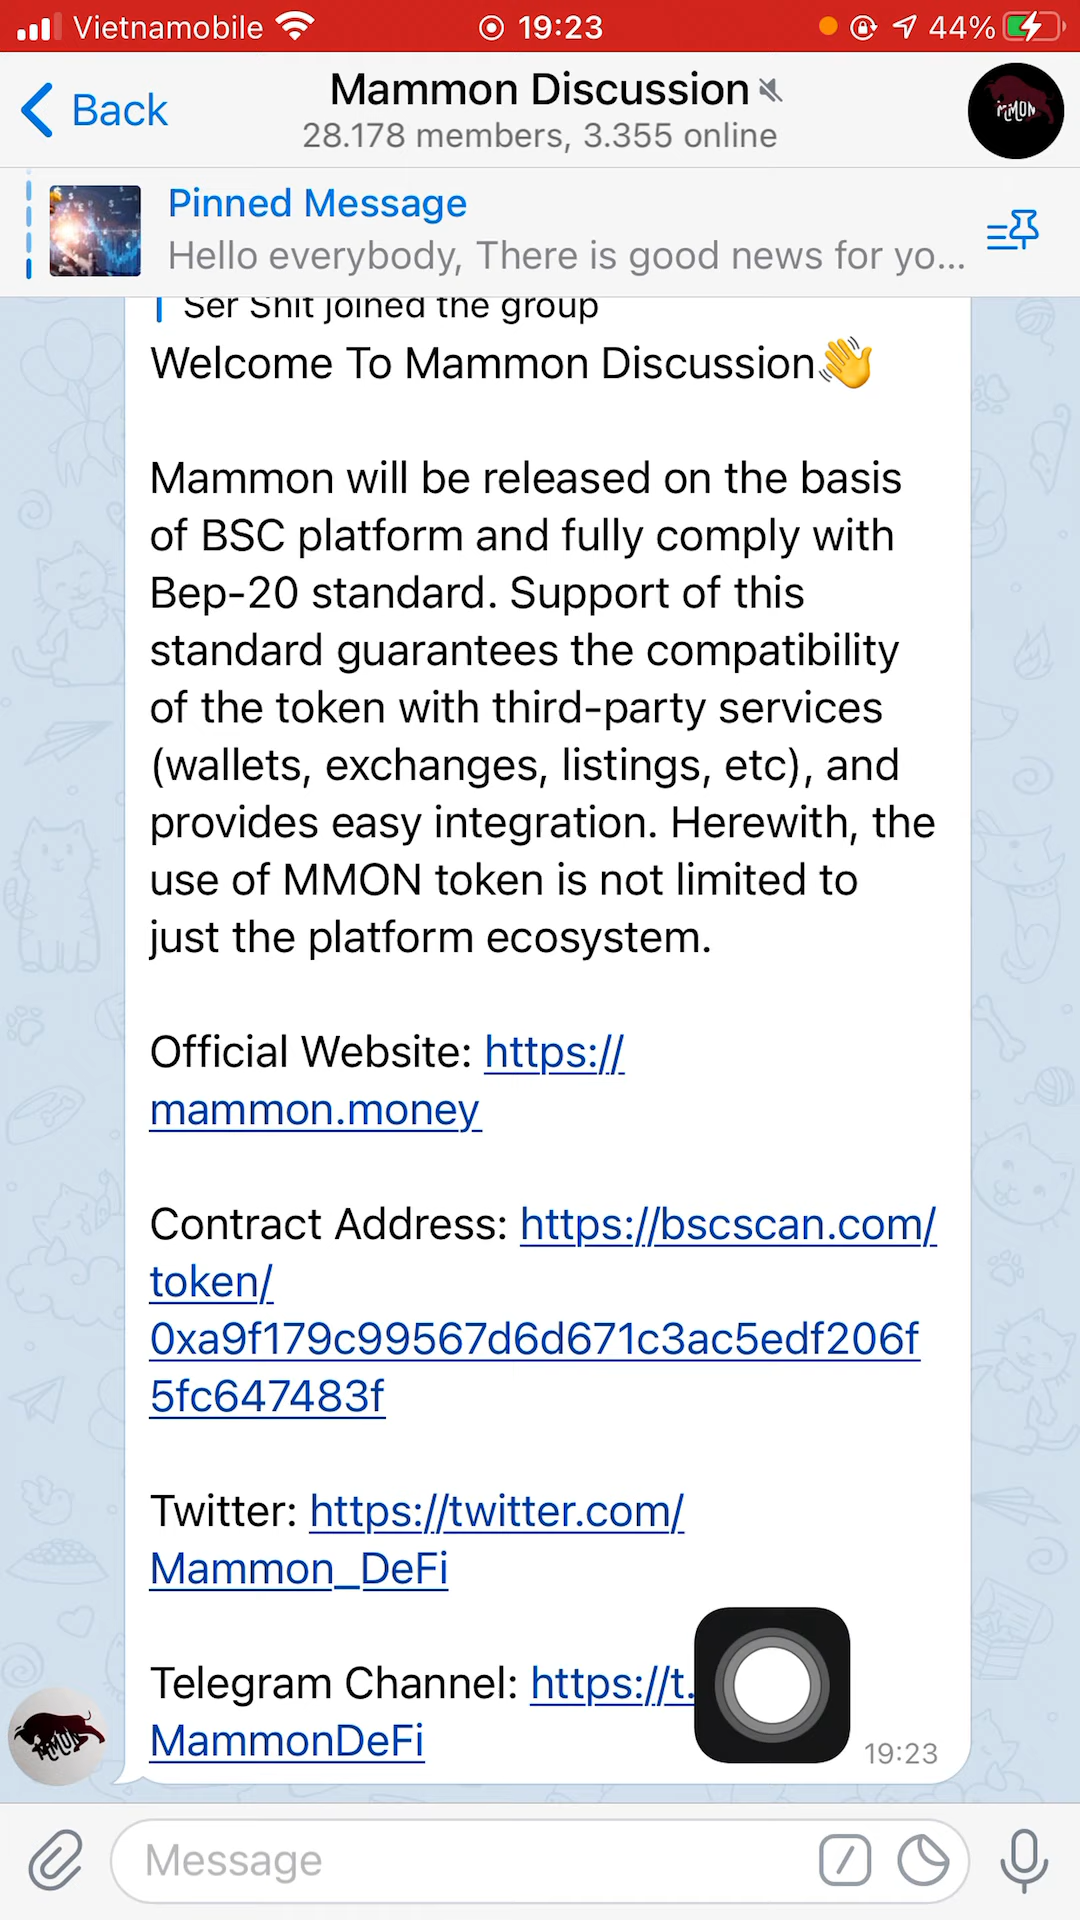 Vietnamobile 19:23 44%
Back
Mammon Discussion
28.178 members, 3.355 online
MMON
Pinned Message
Hello everybody, There is good news for yo...
Ser Shit joined the group
Welcome To Mammon Discussion👋
Mammon will be released on the basis
of BSC platform and fully comply with
Bep-20 standard. Support of this
standard guarantees the compatibility
of the token with third-party services
(wallets, exchanges, listings, etc), and
provides easy integration. Herewith, the
use of MMON token is not limited to
just the platform ecosystem.
Official Website: https://
mammon.money
Contract Address: https://bscscan.com/
token/
0xa9f179c99567d6d671c3ac5edf206f
5fc647483f
Twitter: https://twitter.com/
Mammon_DeFi
Telegram Channel: https://t.
MammonDeFi
19:23
MMON
Message